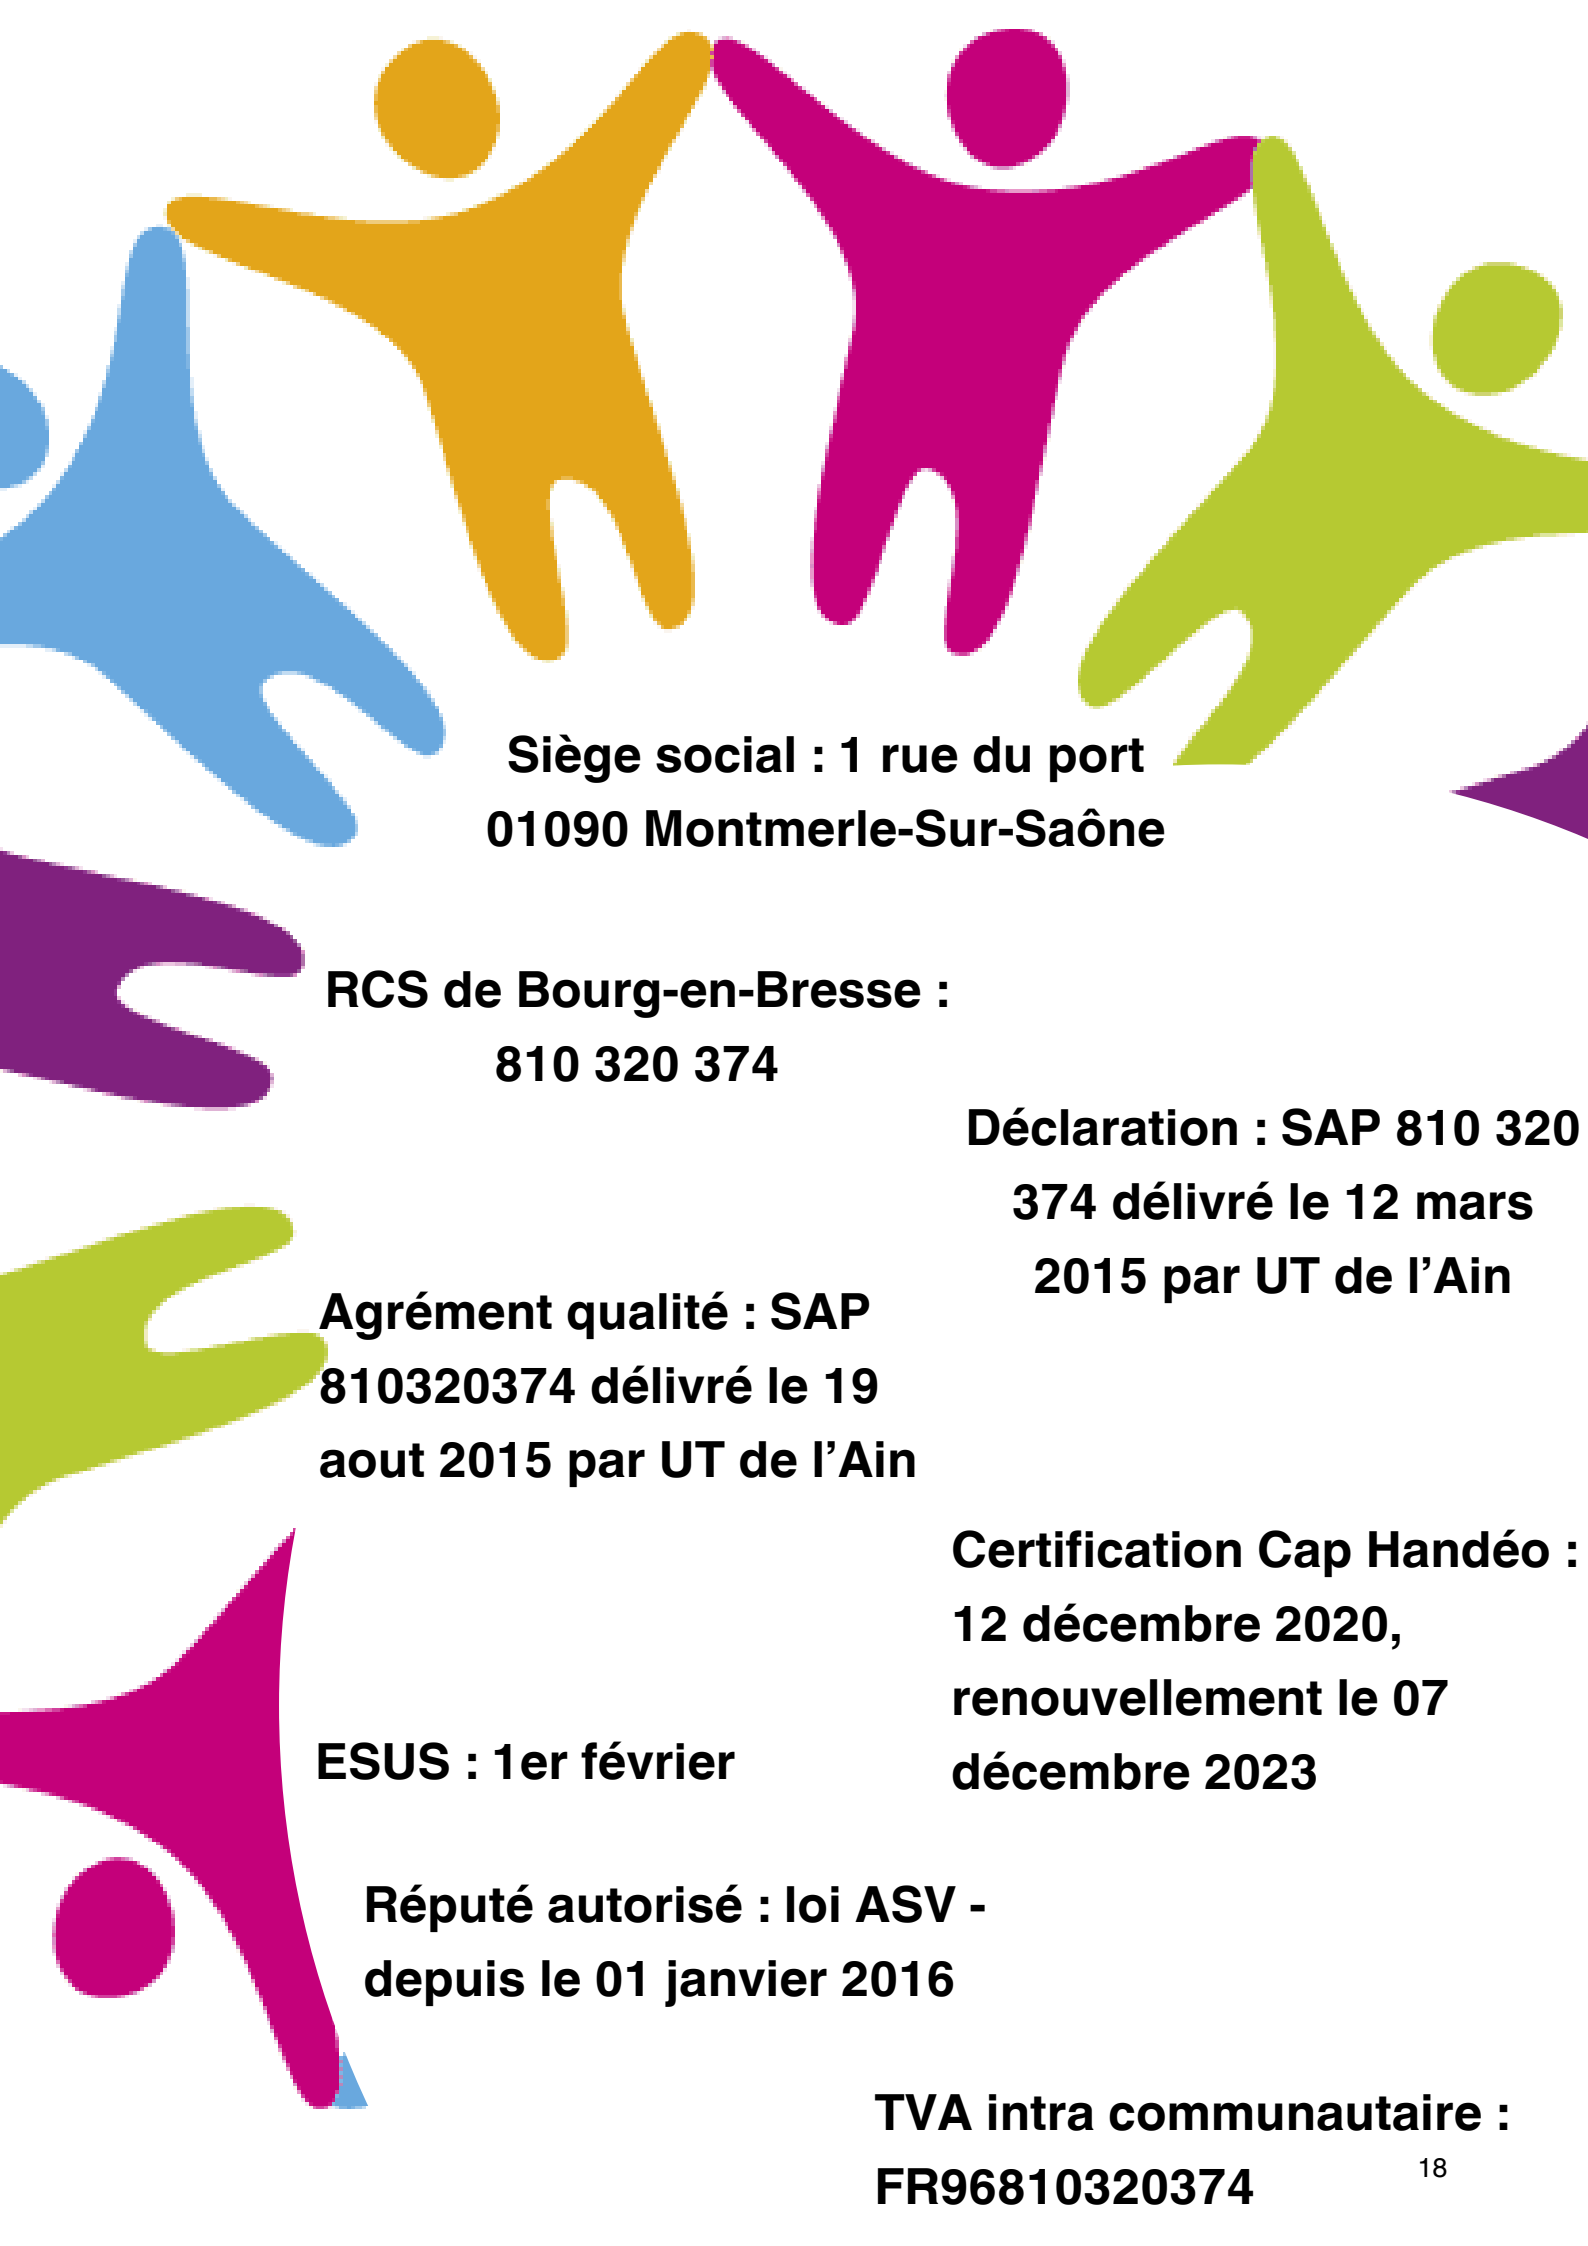 Siège social : 1 rue du port
01090 Montmerle-Sur-Saône
RCS de Bourg-en-Bresse :
810 320 374
Déclaration : SAP 810 320
374 délivré le 12 mars
2015 par UT de l’Ain
Agrément qualité : SAP
810320374 délivré le 19
aout 2015 par UT de l’Ain
Certification Cap Handéo :
12 décembre 2020,
renouvellement le 07
décembre 2023
ESUS : 1er février
Réputé autorisé : loi ASV -
depuis le 01 janvier 2016
TVA intra communautaire :
FR96810320374
18